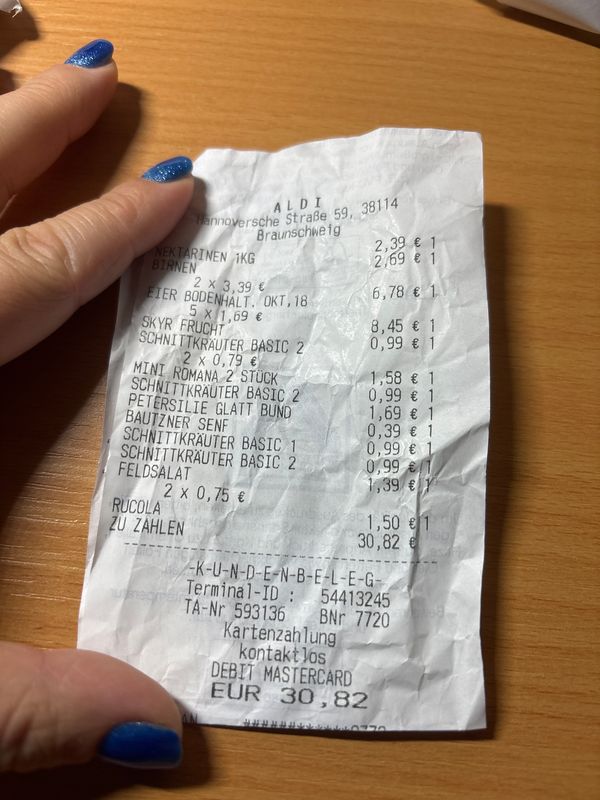 ALDI
Hannoversche Straße 59, 38114
Braunschweig
NEKTARINEN 1KG 2,39 € 1
BIRNEN 2,69 € 1
2 x 3,39 €
EIER BODENHALT. OKT,18 6,78 € 1
5 x 1,69 €
SKYR FRUCHT 8,45 € 1
SCHNITTKRÄUTER BASIC 2 0,99 € 1
2 x 0,79 €
MINI ROMANA 2 STÜCK 1,58 € 1
SCHNITTKRÄUTER BASIC 2 0,99 € 1
PETERSILIE GLATT BUND 1,69 € 1
BAUTZNER SENF 0,39 € 1
SCHNITTKRÄUTER BASIC 1 0,99 € 1
SCHNITTKRÄUTER BASIC 2 0,99 € 1
FELDSALAT 1,39 € 1
2 x 0,75 €
RUCOLA 1,50 € 1
ZU ZAHLEN 30,82 €
-K-U-N-D-E-N-B-E-L-E-G-
Terminal-ID : 54413245
TA-Nr 593136 BNr 7720
Kartenzahlung
kontaktlos
DEBIT MASTERCARD
EUR 30,82